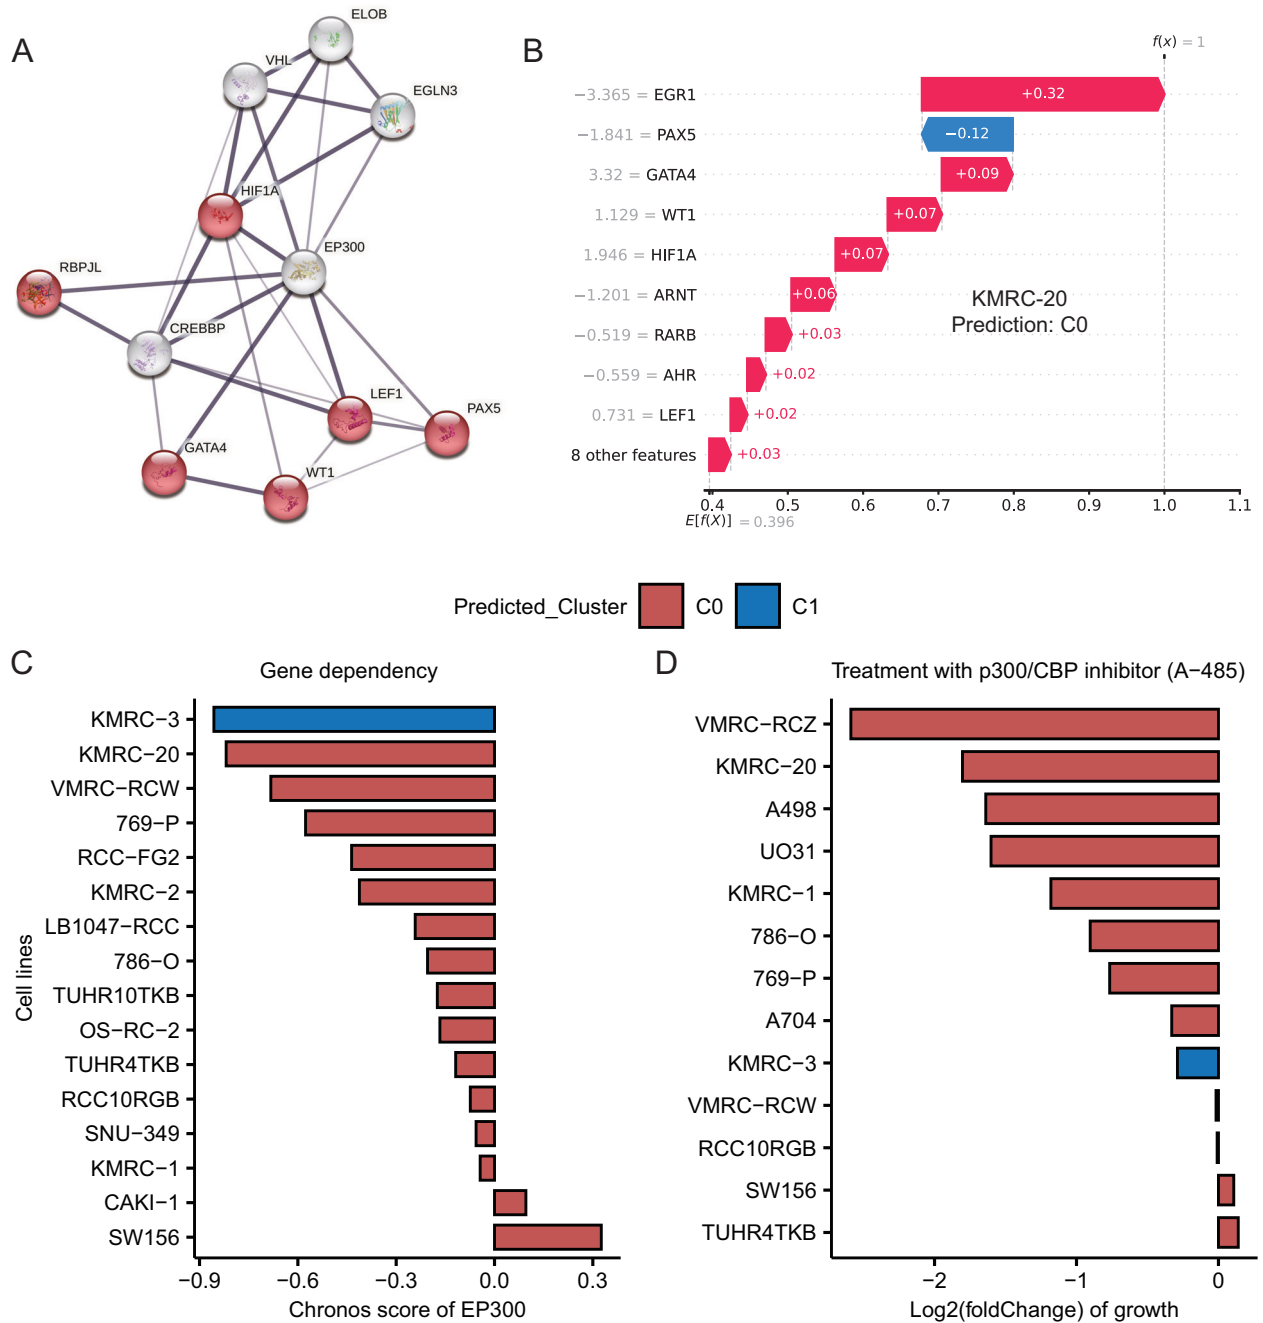 A
ELOB
VHL
EGLN3
HIF1A
EP300
RBPJL
CREBBP
LEF1
PAX5
GATA4
WT1
B
f(x) = 1
−3.365 = EGR1
+0.32
−1.841 = PAX5
−0.12
3.32 = GATA4
+0.09
1.129 = WT1
+0.07
1.946 = HIF1A
+0.07
−1.201 = ARNT
+0.06
−0.519 = RARB
+0.03
−0.559 = AHR
+0.02
0.731 = LEF1
+0.02
8 other features
+0.03
KMRC-20
Prediction: C0
0.4 0.5 0.6 0.7 0.8 0.9 1.0 1.1
E[f(X)] = 0.396
Predicted_Cluster C0 C1
C
Gene dependency
Cell lines
KMRC−3
KMRC−20
VMRC−RCW
769−P
RCC−FG2
KMRC−2
LB1047−RCC
786−O
TUHR10TKB
OS−RC−2
TUHR4TKB
RCC10RGB
SNU−349
KMRC−1
CAKI−1
SW156
−0.9 −0.6 −0.3 0.0 0.3
Chronos score of EP300
D
Treatment with p300/CBP inhibitor (A−485)
VMRC−RCZ
KMRC−20
A498
UO31
KMRC−1
786−O
769−P
A704
KMRC−3
VMRC−RCW
RCC10RGB
SW156
TUHR4TKB
−2 −1 0
Log2(foldChange) of growth